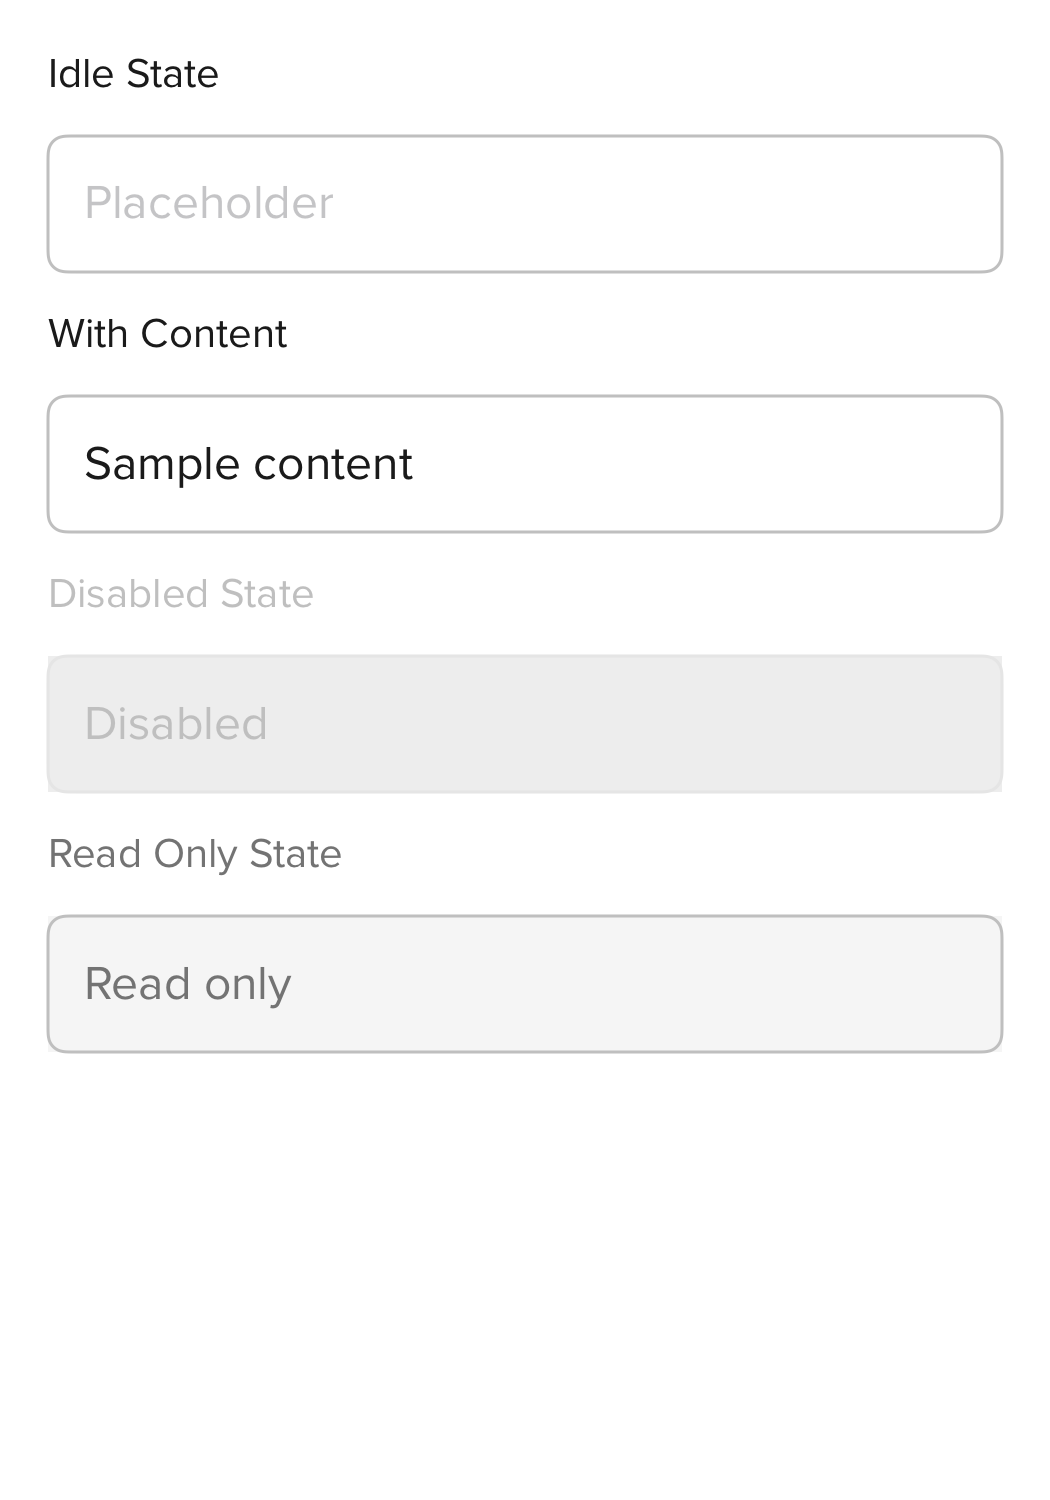 Idle State
Placeholder
With Content
Sample content
Disabled State
Disabled
Read Only State
Read only